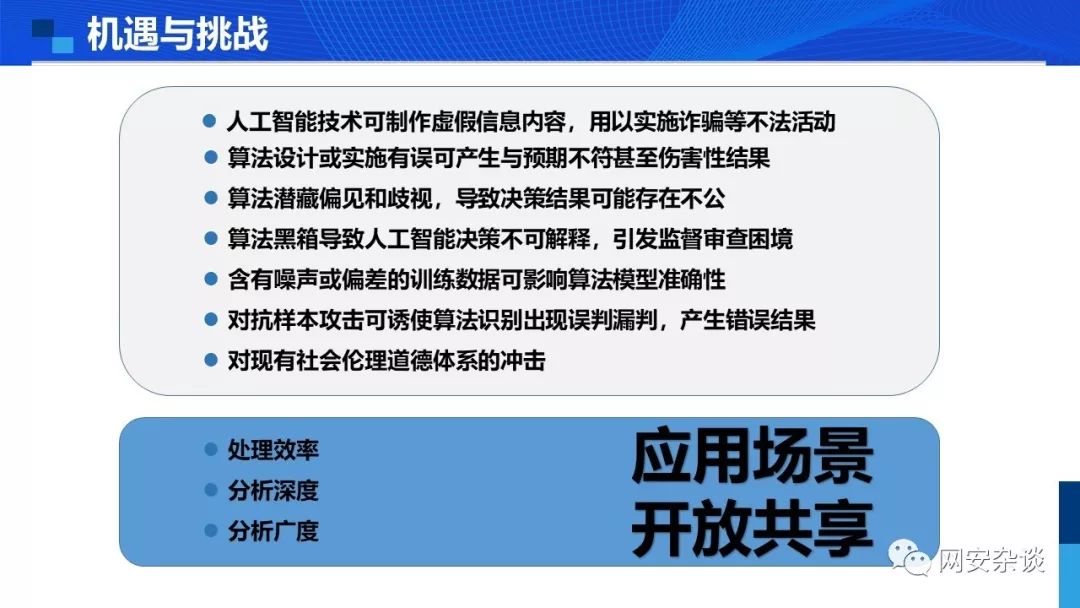 机遇与挑战
人工智能技术可制作虚假信息内容，用以实施诈骗等不法活动
算法设计或实施有误可产生与预期不符甚至伤害性结果
算法潜藏偏见和歧视，导致决策结果可能存在不公
算法黑箱导致人工智能决策不可解释，引发监督审查困境
含有噪声或偏差的训练数据可影响算法模型准确性
对抗样本攻击可诱使算法识别出现误判漏判，产生错误结果
对现有社会伦理道德体系的冲击
处理效率
分析深度
分析广度
应用场景
开放共享
网安杂谈